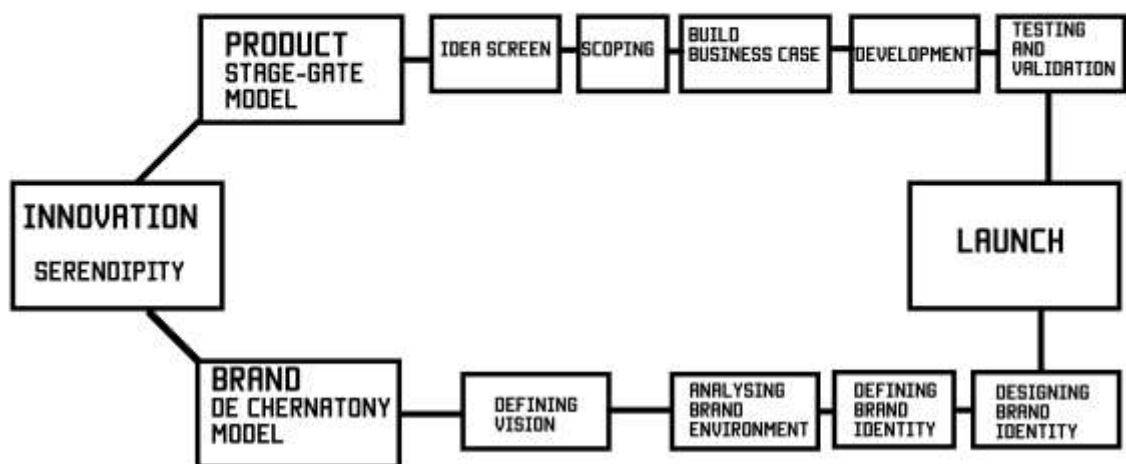 PRODUCT
STAGE-GATE
MODEL
IDEA SCREEN
SCOPING
BUILD
BUSINESS CASE
DEVELOPMENT
TESTING
AND
VALIDATION
INNOVATION
SERENDIPITY
LAUNCH
BRAND
DE CHERNATONY
MODEL
DEFINING
VISION
ANALYSING
BRAND
ENVIRONMENT
DEFINING
BRAND
IDENTITY
DESIGNING
BRAND
IDENTITY